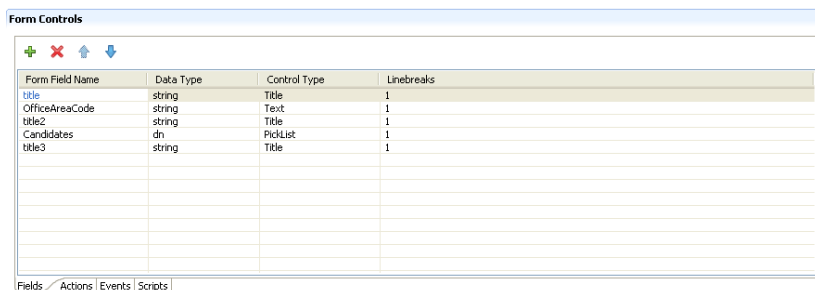 Form Controls
Form Field Name Data Type Control Type Linebreaks
title string Title 1
OfficeAreaCode string Text 1
title2 string Title 1
Candidates dn PickList 1
title3 string Title 1
Fields Actions Events Scripts